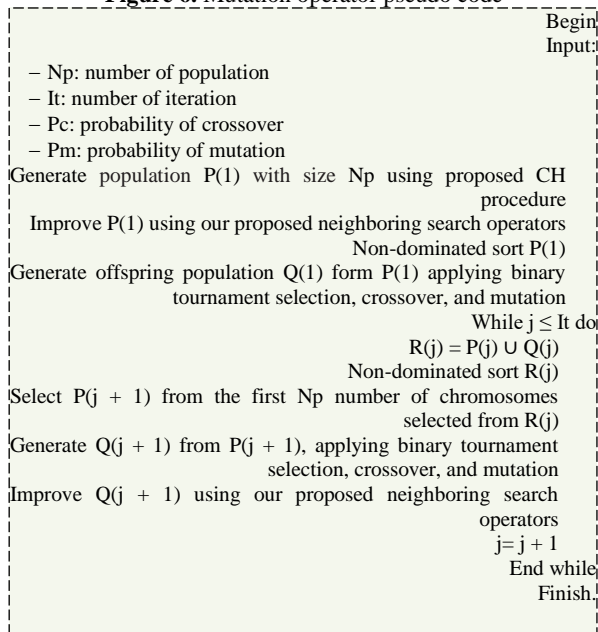 Figure 6. Mutation operator pseudo code
Begin
Input:
– Np: number of population
– It: number of iteration
– Pc: probability of crossover
– Pm: probability of mutation
Generate population P(1) with size Np using proposed CH
procedure
Improve P(1) using our proposed neighboring search operators
Non-dominated sort P(1)
Generate offspring population Q(1) form P(1) applying binary
tournament selection, crossover, and mutation
While j ≤ It do
R(j) = P(j) ∪ Q(j)
Non-dominated sort R(j)
Select P(j + 1) from the first Np number of chromosomes
selected from R(j)
Generate Q(j + 1) from P(j + 1), applying binary tournament
selection, crossover, and mutation
Improve Q(j + 1) using our proposed neighboring search
operators
j= j + 1
End while
Finish.